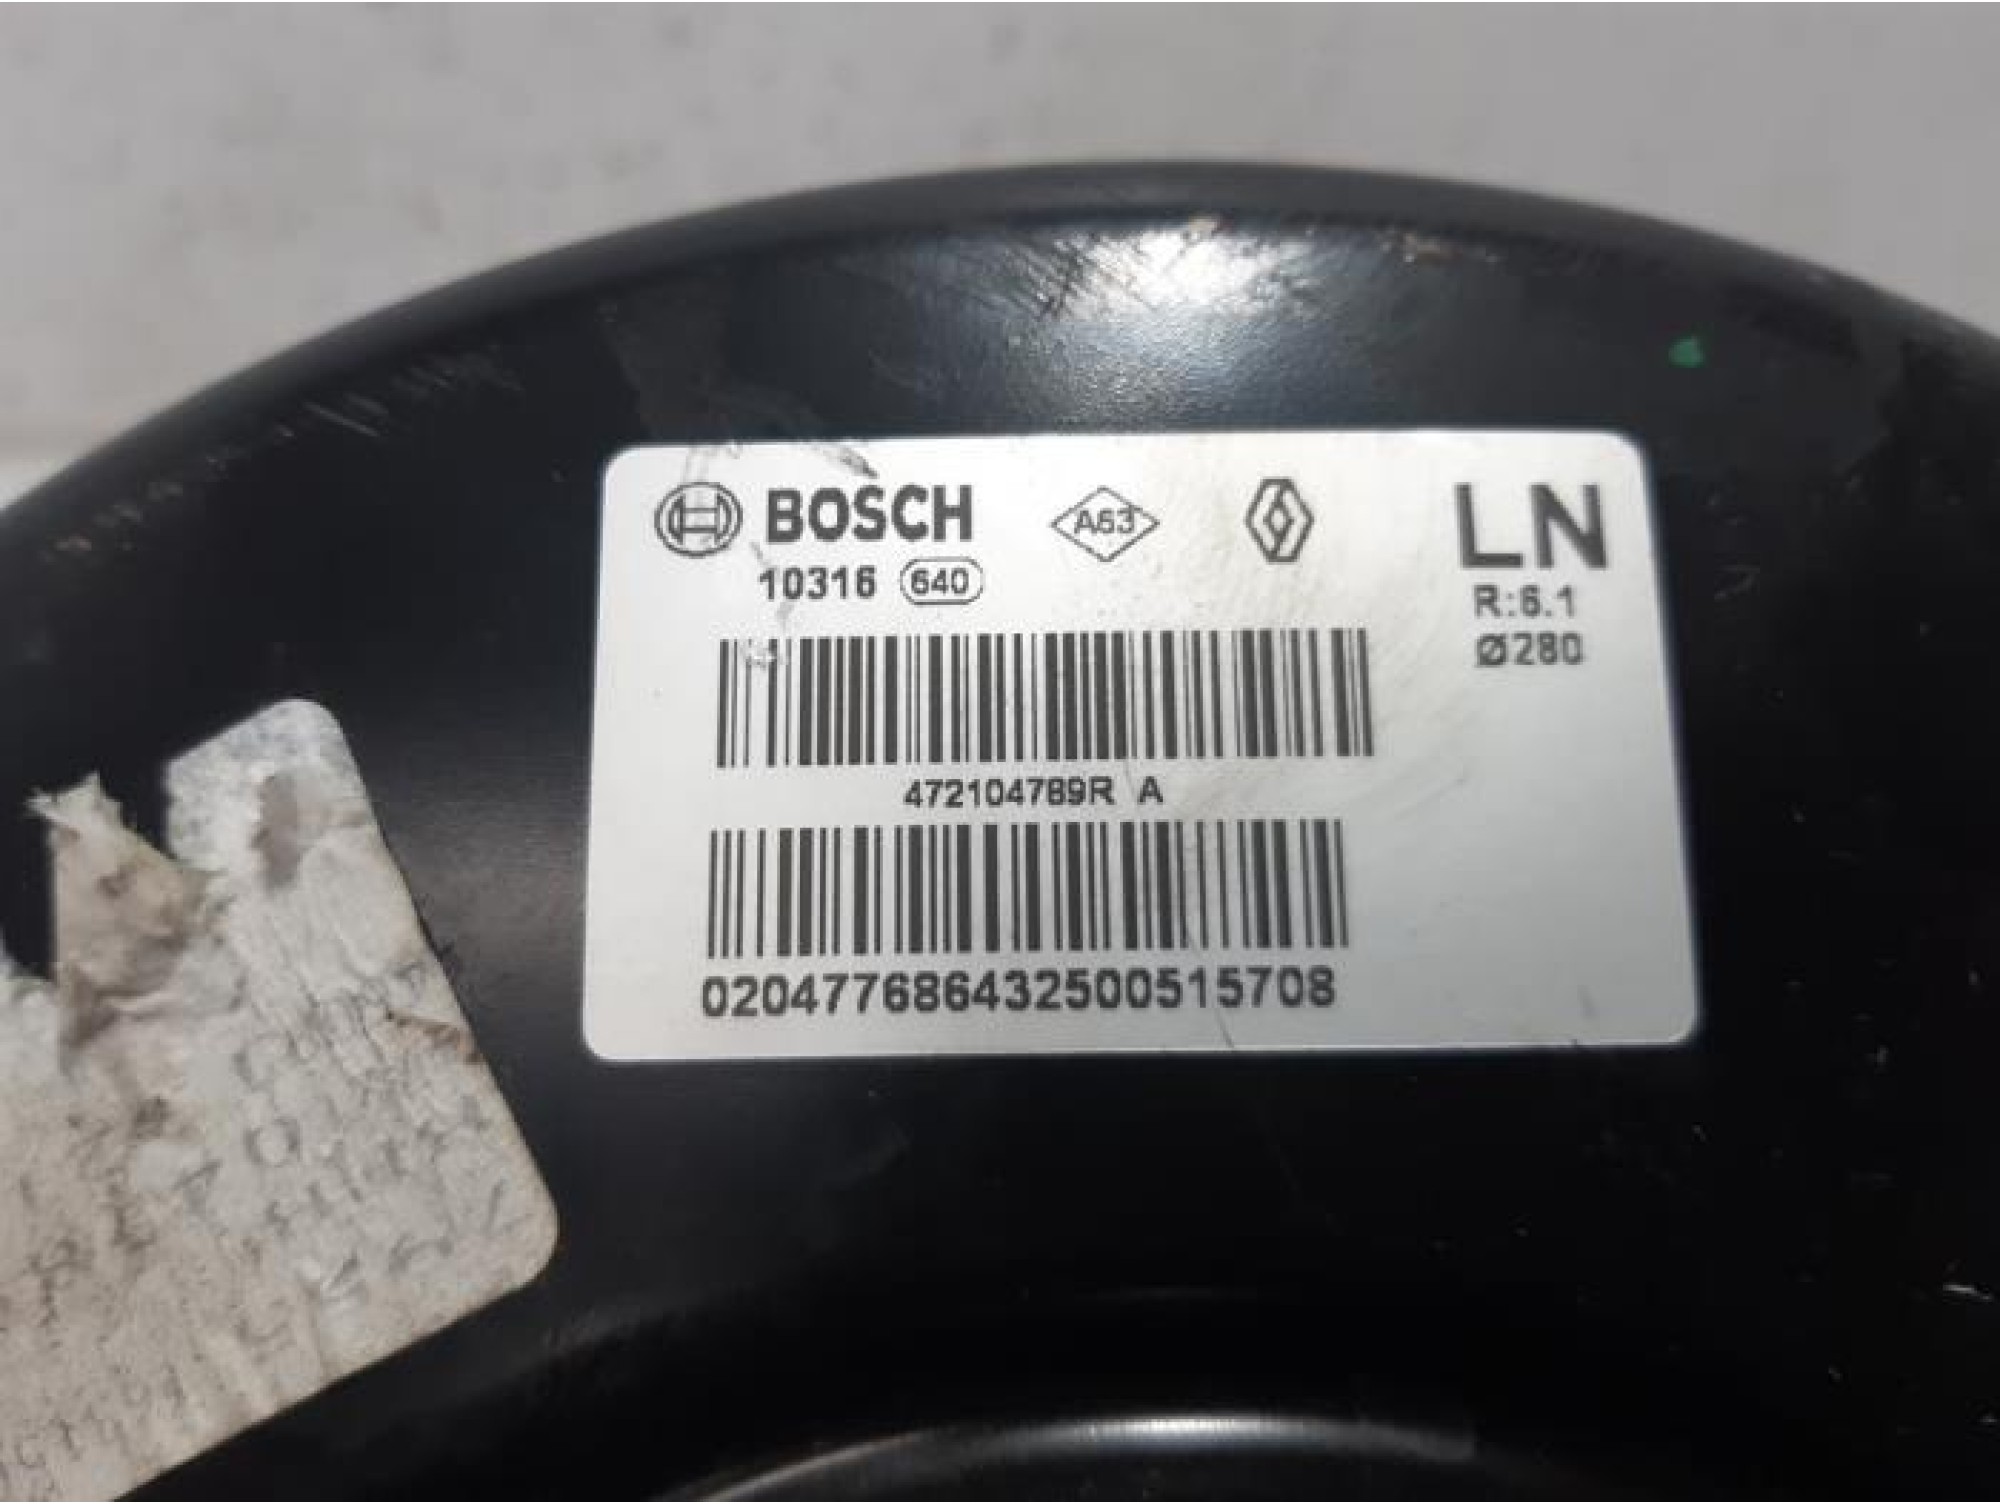 BOSCH A63 LN
10316 640 R:6.1
Ø280
472104789R A
020477686432500515708